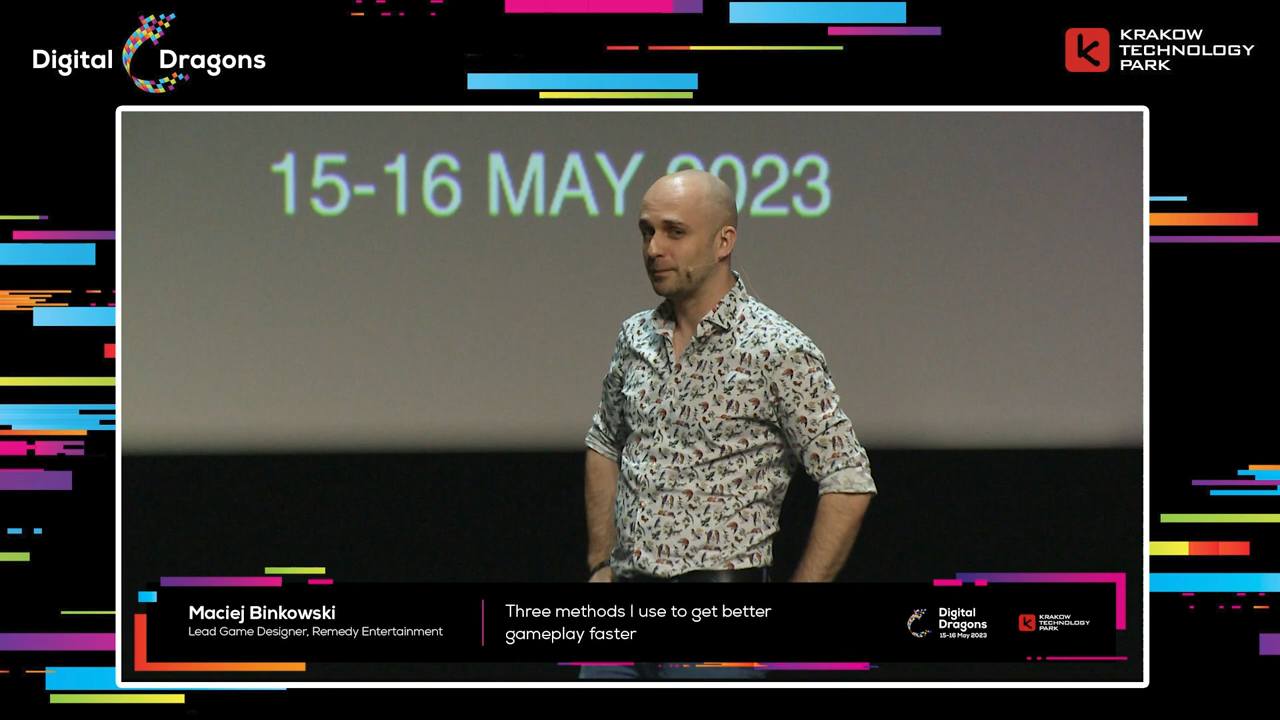 Digital Dragons
KRAKOW
TECHNOLOGY
PARK
15-16 MAY 2023
Maciej Binkowski
Lead Game Designer, Remedy Entertainment
Three methods I use to get better
gameplay faster
Digital
Dragons
15-16 May 2023
KRAKOW
TECHNOLOGY
PARK